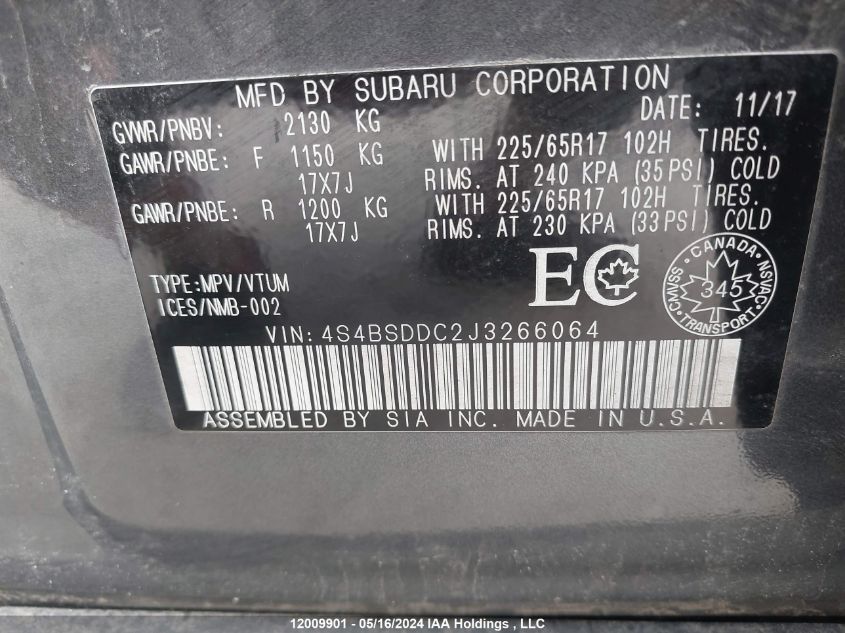 MFD BY SUBARU CORPORATION
DATE: 11/17
GVWR/PNBV: 2130 KG
GAWR/PNBE: F 1150 KG WITH 225/65R17 102H TIRES.
17X7J RIMS. AT 240 KPA (35PSI) COLD
GAWR/PNBE: R 1200 KG WITH 225/65R17 102H TIRES.
17X7J RIMS. AT 230 KPA (33PSI) COLD
TYPE:MPV/VTUM
ICES/NMB-002
EC
CANADA
CMVSS 345 NSVAC
TRANSPORT
VIN: 4S4BSDDC2J3266064
ASSEMBLED BY SIA INC. MADE IN U.S.A.
12009901 - 05/16/2024 IAA Holdings , LLC